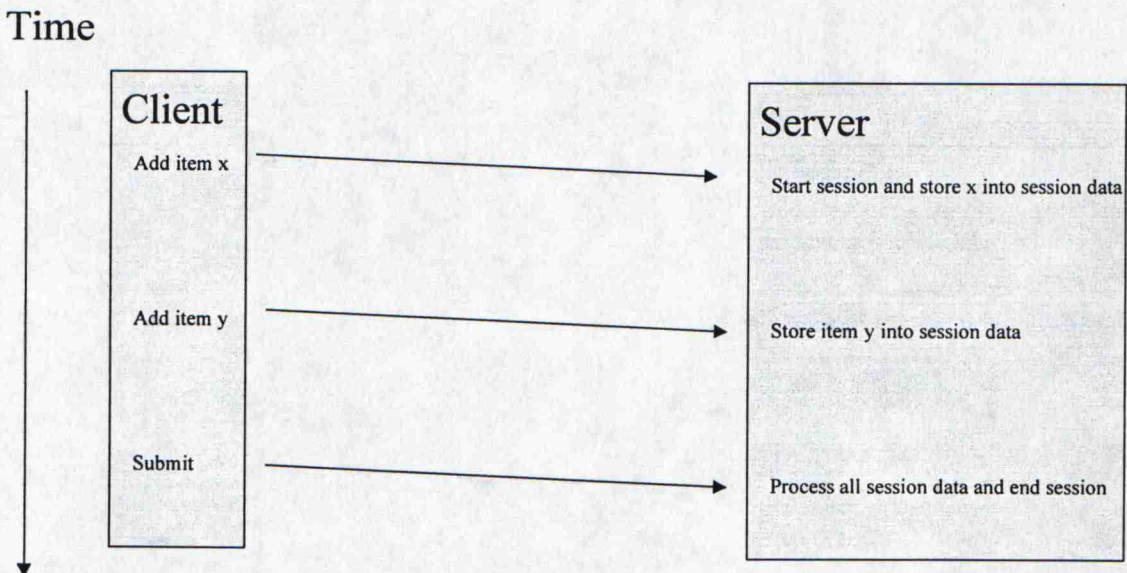 Time
Client
Server
Add item x
Start session and store x into session data
Add item y
Store item y into session data
Submit
Process all session data and end session